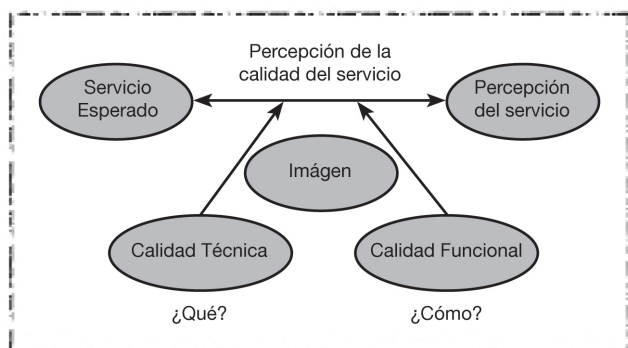 Percepción de la
calidad del servicio
Servicio
Esperado
Percepción
del servicio
Imágen
Calidad Técnica
Calidad Funcional
¿Qué?
¿Cómo?